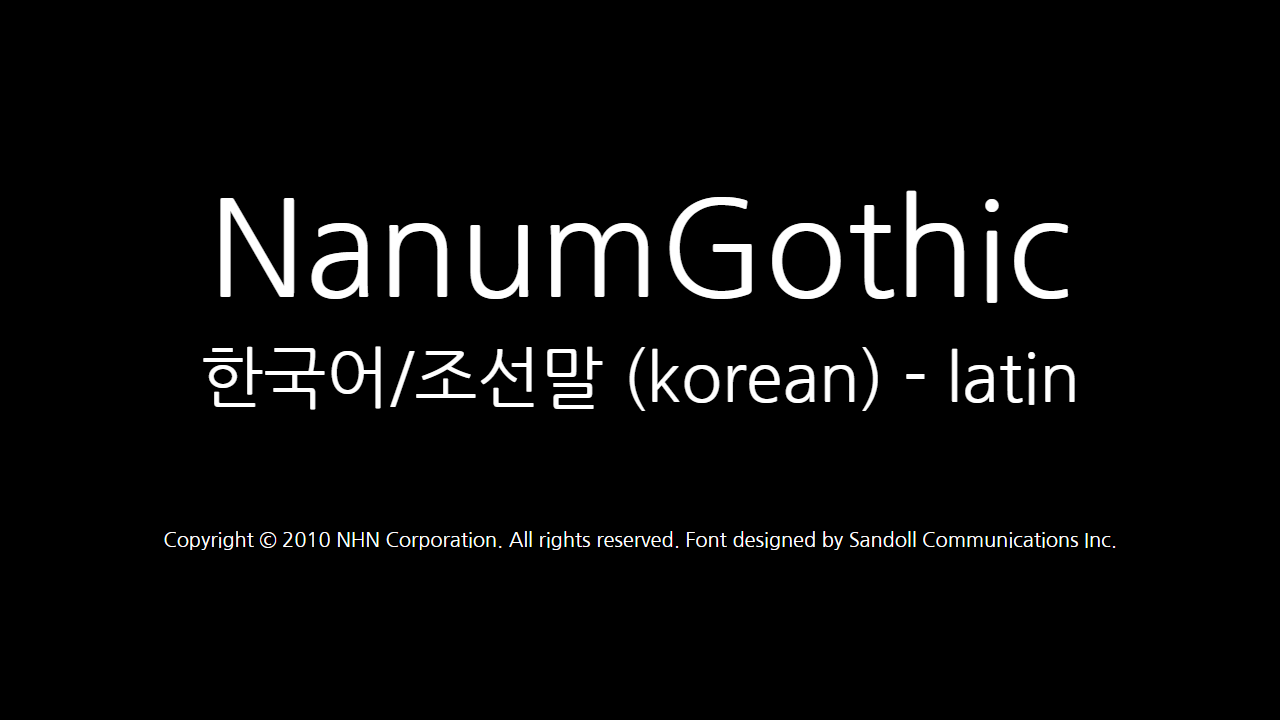 NanumGothic
한국어/조선말 (korean) - latin
Copyright © 2010 NHN Corporation. All rights reserved. Font designed by Sandoll Communications Inc.